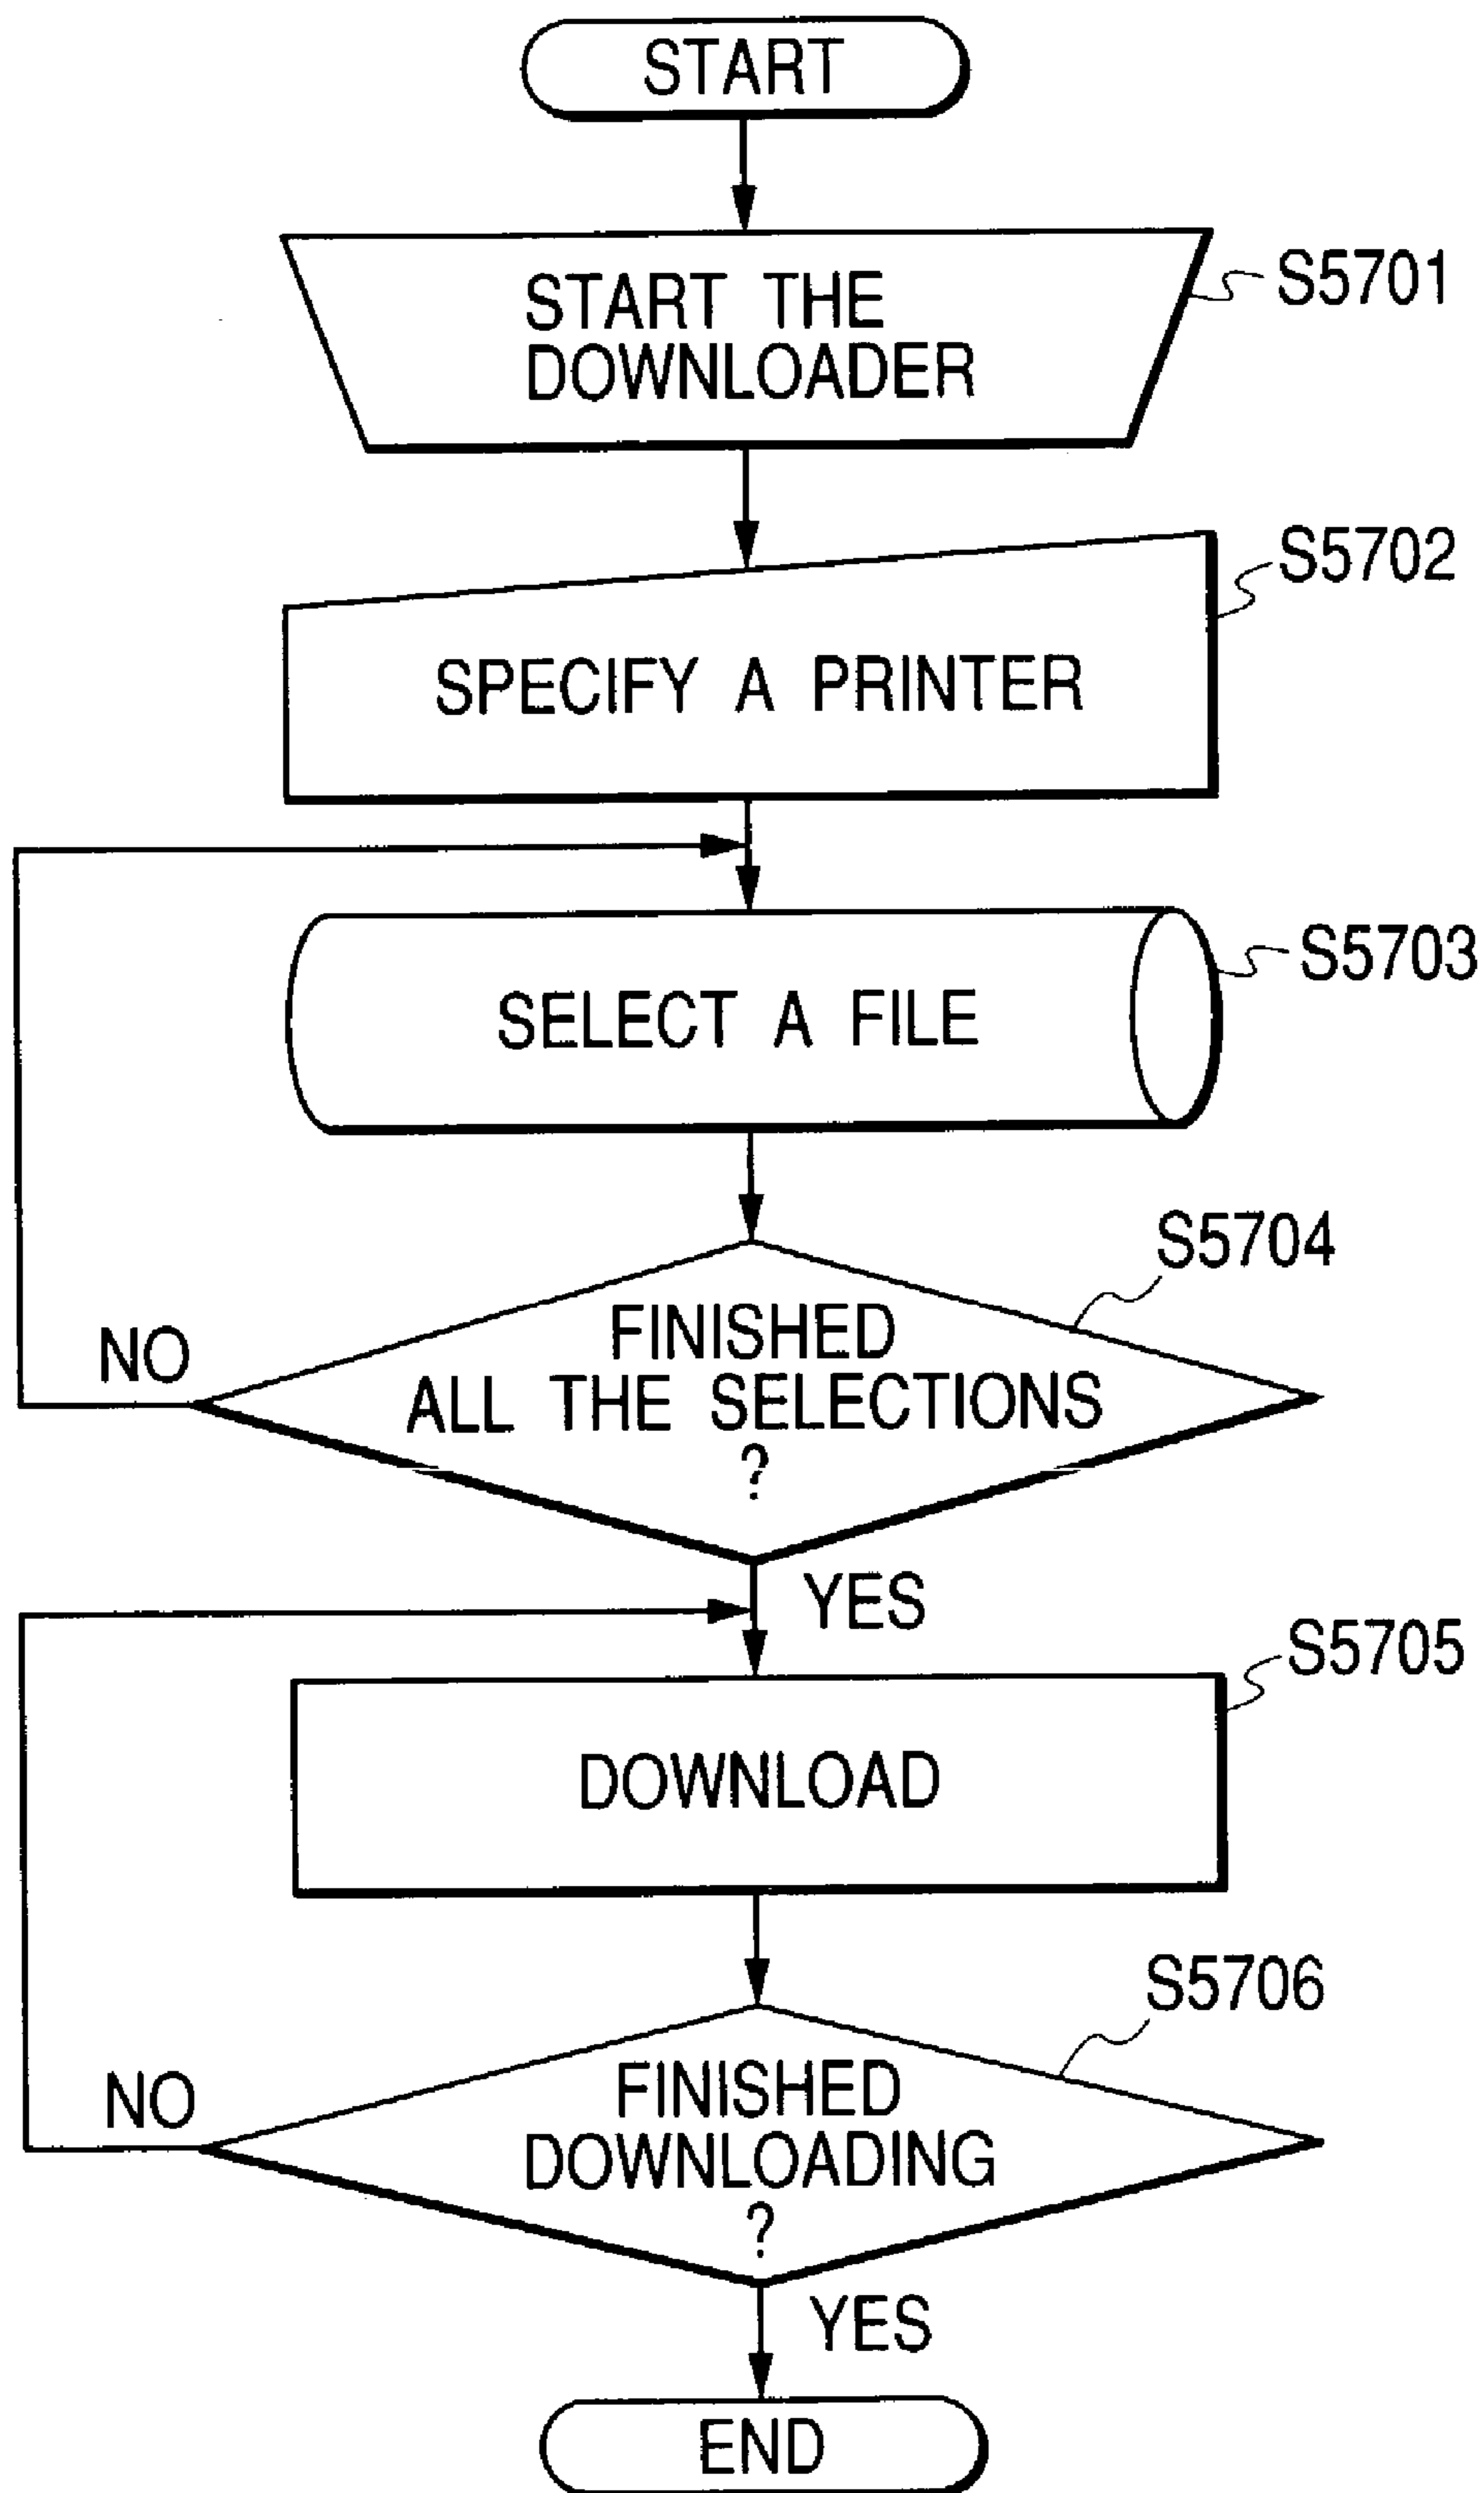 START
START THE
DOWNLOADER
S5701
S5702
SPECIFY A PRINTER
S5703
SELECT A FILE
S5704
FINISHED
ALL THE SELECTIONS
?
NO
YES
S5705
DOWNLOAD
S5706
FINISHED
DOWNLOADING
?
NO
YES
END